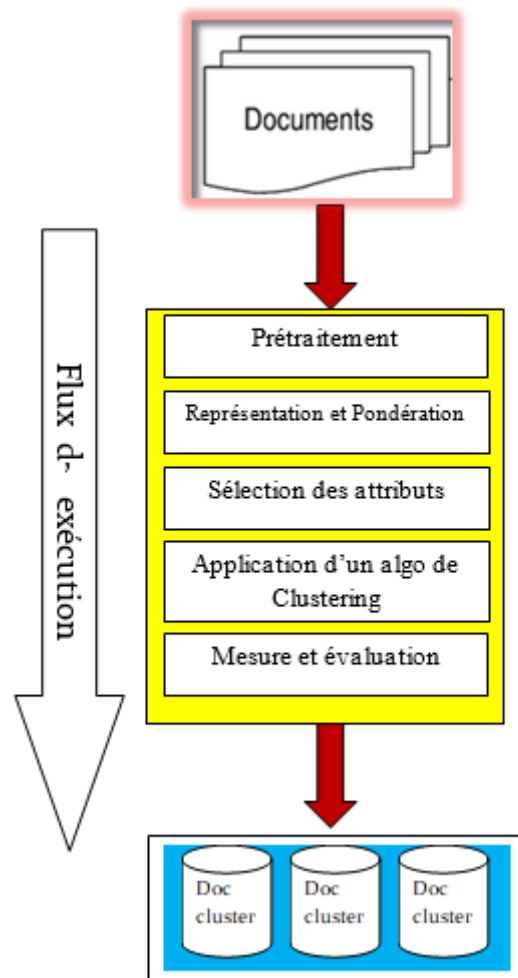 Documents
Flux d- exécution
Prétraitement
Représentation et Pondération
Sélection des attributs
Application d'un algo de
Clustering
Mesure et évaluation
Doc
cluster
Doc
cluster
Doc
cluster